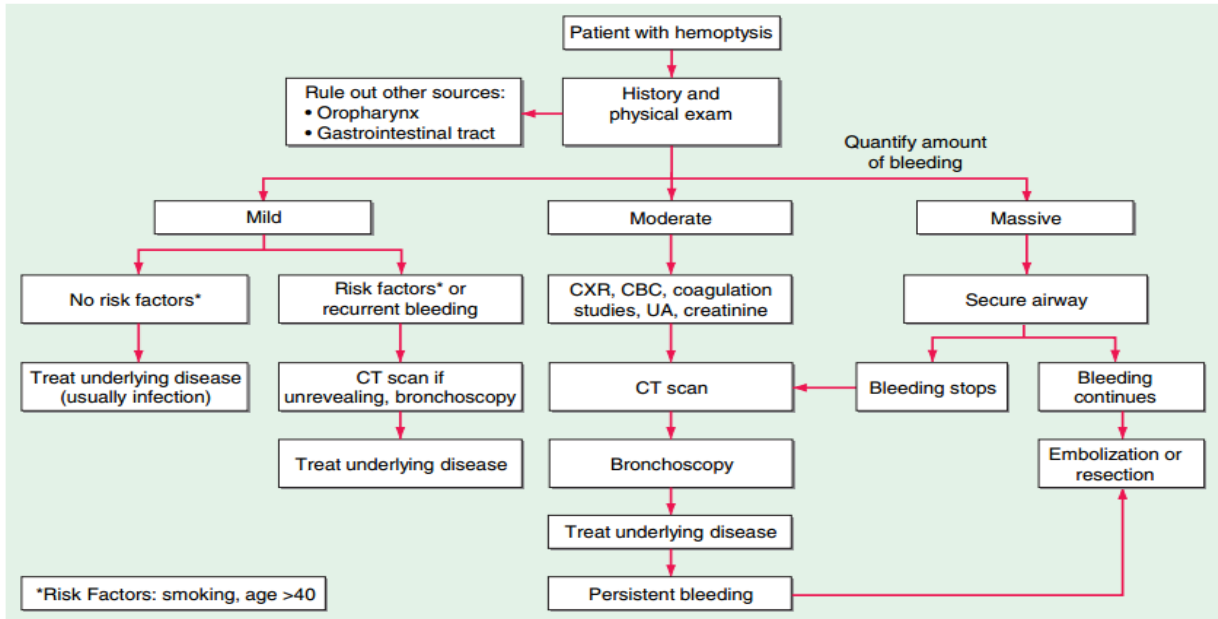 Patient with hemoptysis
Rule out other sources:
• Oropharynx
• Gastrointestinal tract
History and
physical exam
Quantify amount
of bleeding
Mild
Moderate
Massive
No risk factors*
Risk factors* or
recurrent bleeding
CXR, CBC, coagulation
studies, UA, creatinine
Secure airway
Treat underlying disease
(usually infection)
CT scan if
unrevealing, bronchoscopy
CT scan
Bleeding stops
Bleeding
continues
Treat underlying disease
Bronchoscopy
Embolization or
resection
Treat underlying disease
*Risk Factors: smoking, age >40
Persistent bleeding